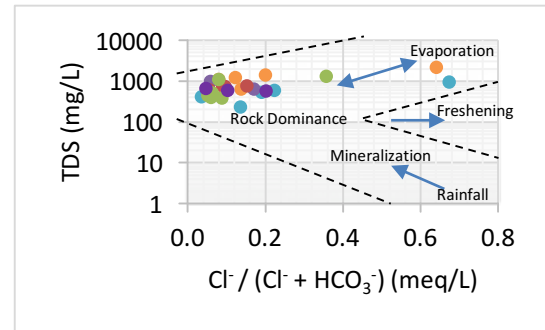 10000
1000
100
10
1
TDS (mg/L)
Evaporation
Rock Dominance
Freshening
Mineralization
Rainfall
0.0 0.2 0.4 0.6 0.8
Cl⁻ / (Cl⁻ + HCO₃⁻) (meq/L)